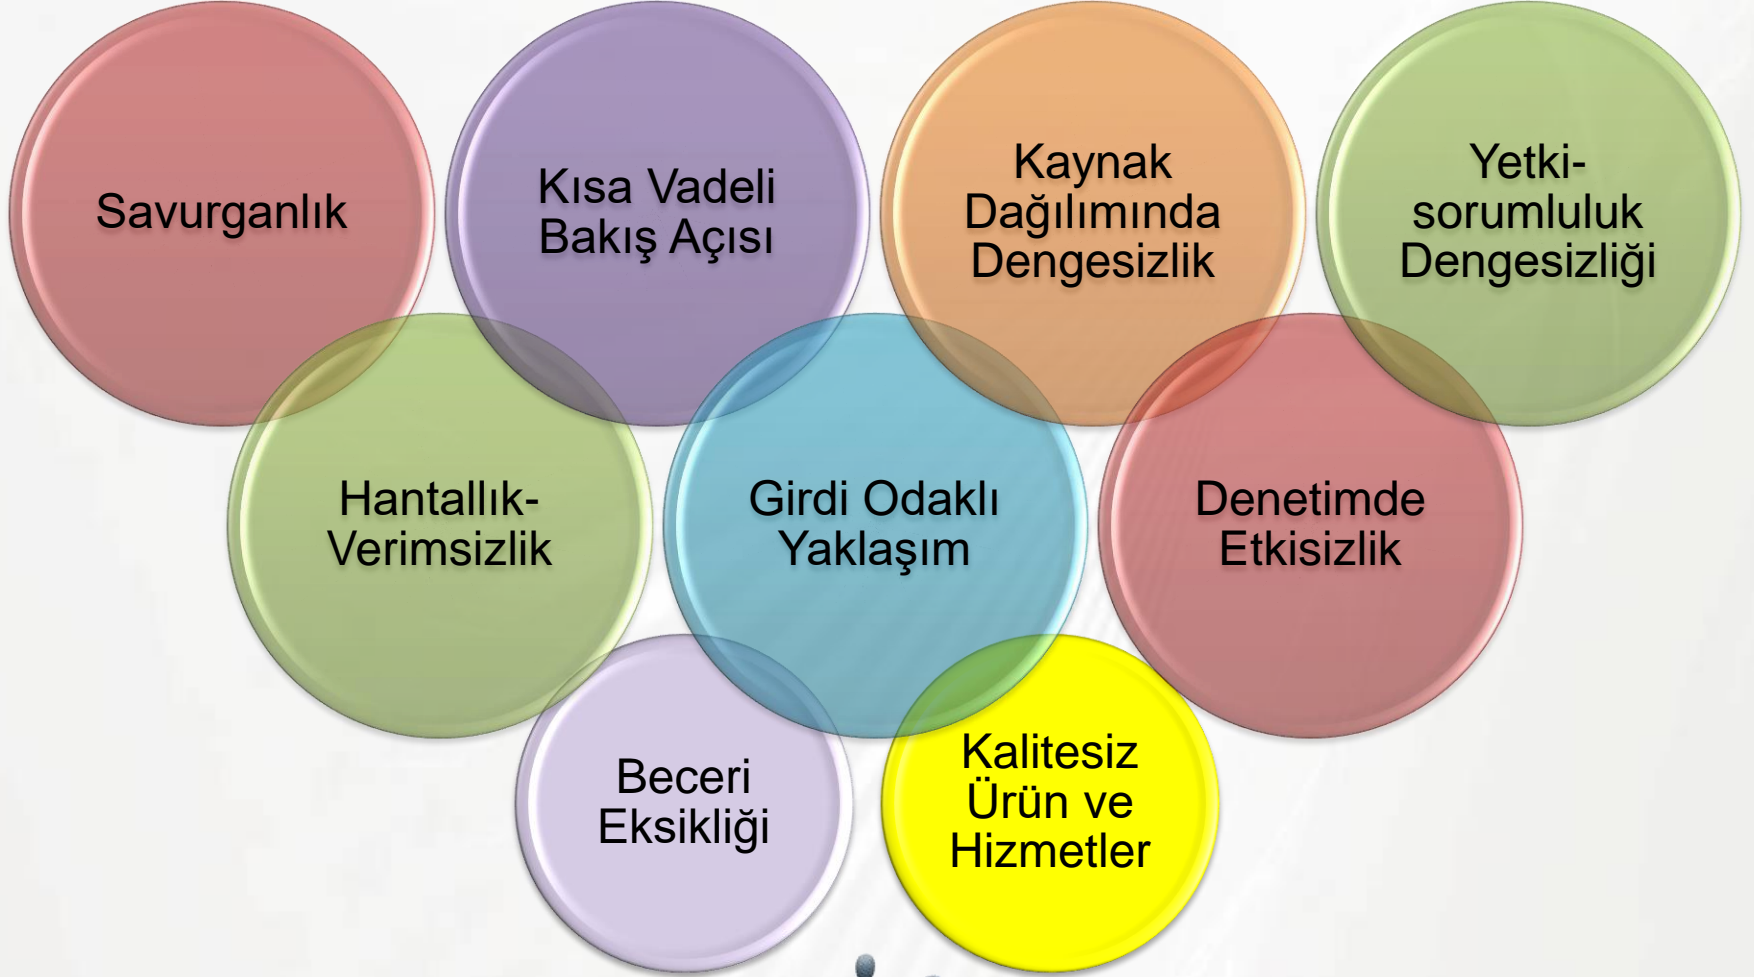 Savurganlık
Kısa Vadeli
Bakış Açısı
Kaynak
Dağılımında
Dengesizlik
Yetki-
sorumluluk
Dengesizliği
Hantallık-
Verimsizlik
Girdi Odaklı
Yaklaşım
Denetimde
Etkisizlik
Beceri
Eksikliği
Kalitesiz
Ürün ve
Hizmetler